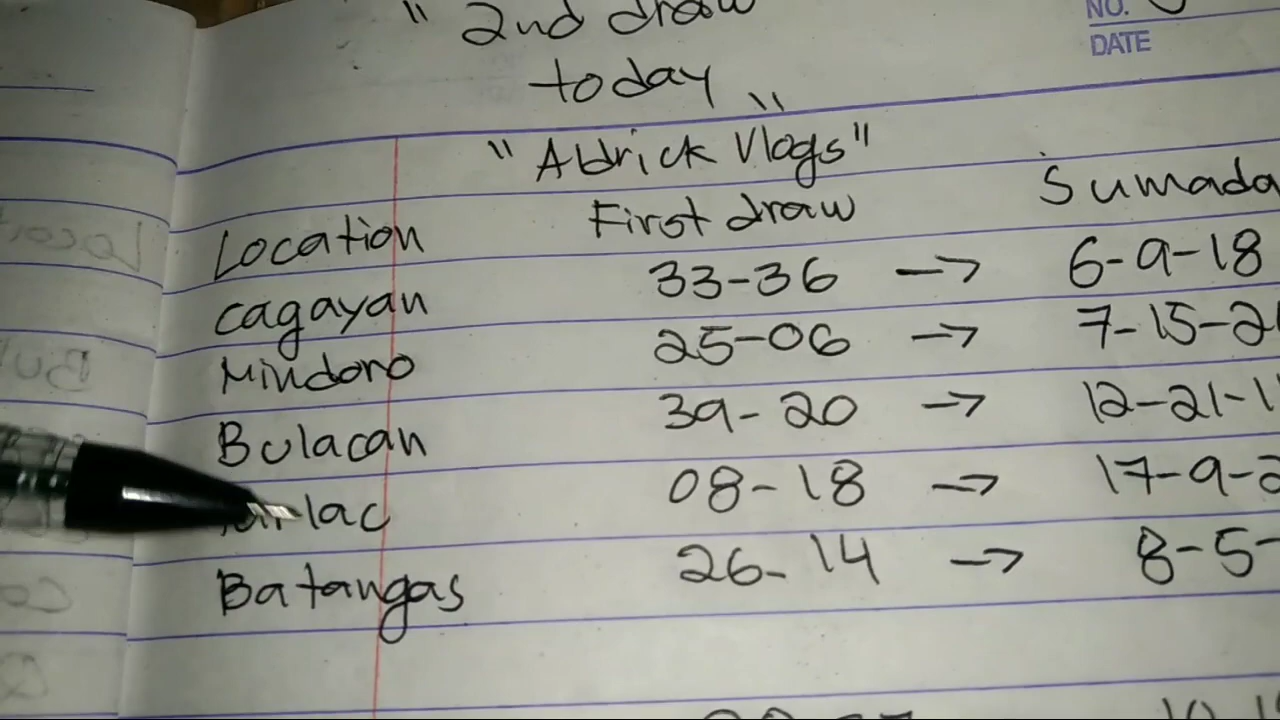 " 2nd draw
NO.
today "
DATE
"Aldrick Vlogs"
Location First draw Sumada
Cagayan 33-36 → 6-9-18
Mindoro 25-06 → 7-15-2
Bulacan 39-20 → 12-21-1
lac 08-18 → 17-9-2
Batangas 26-14 → 8-5-